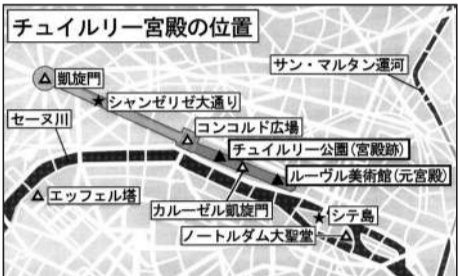 チュイルリー宮殿の位置
サン・マルタン運河
凱旋門
シャンゼリゼ大通り
セーヌ川
コンコルド広場
チュイルリー公園(宮殿跡)
ルーヴル美術館(元宮殿)
エッフェル塔
カルーゼル凱旋門
シテ島
ノートルダム大聖堂